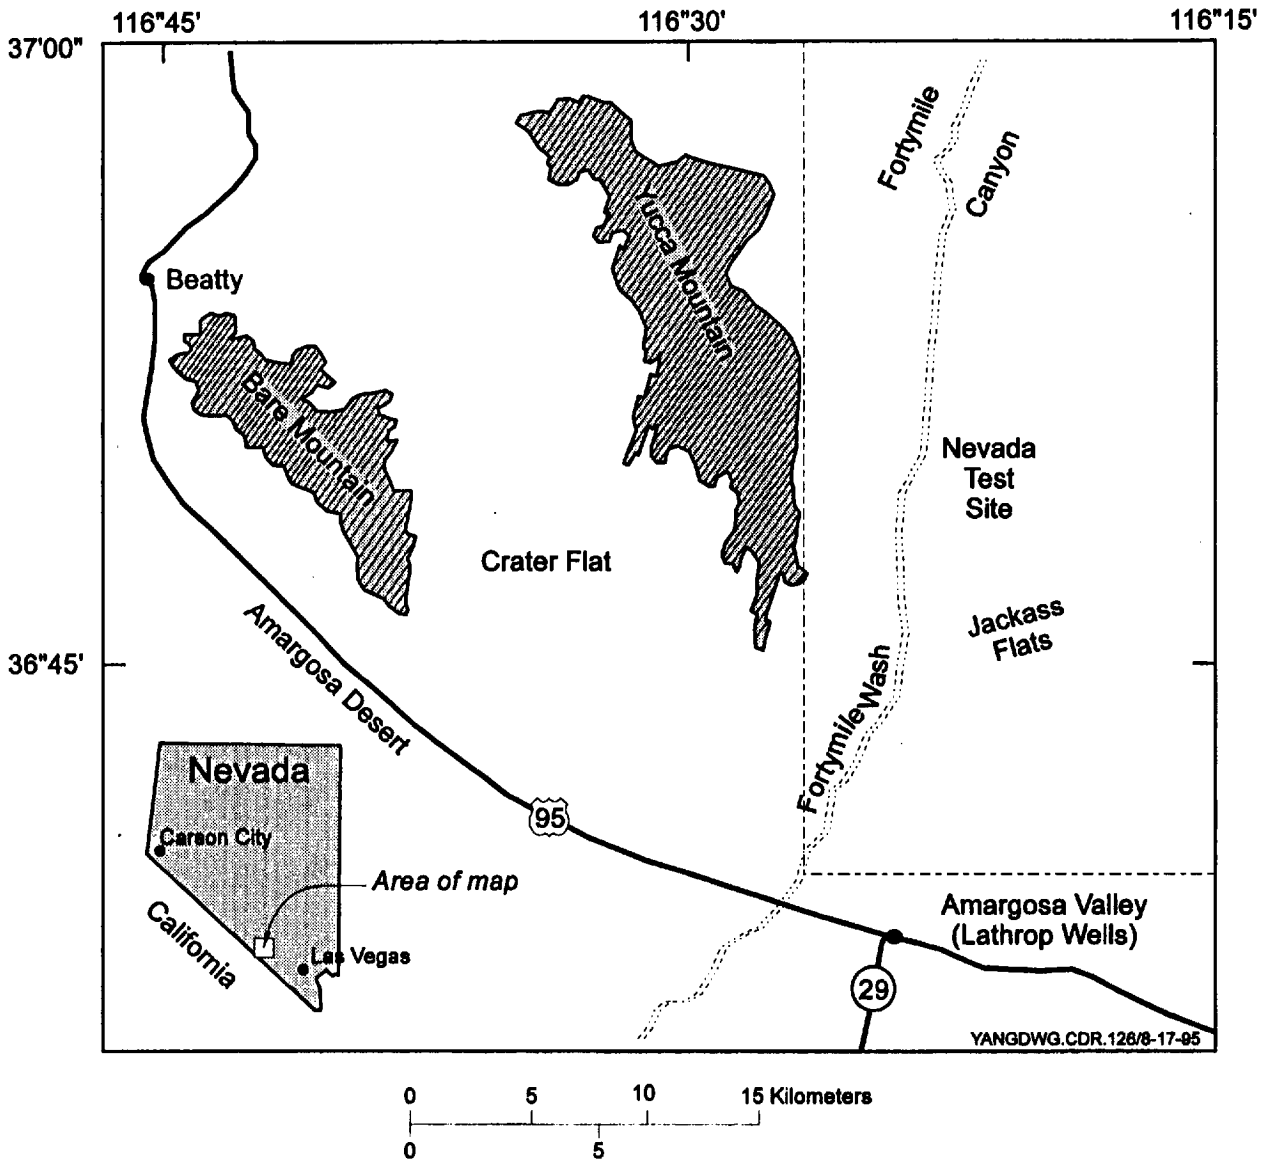 116"45'
116"30'
116"15'
37"00"
Fortymile
Canyon
Yucca Mountain
Beatty
Bare Mountain
Nevada
Test
Site
Crater Flat
Jackass
Flats
36"45'
Amargosa Desert
Fortymile Wash
Nevada
95
Carson City
Area of map
California
Las Vegas
Amargosa Valley
(Lathrop Wells)
29
YANGDWG.CDR.126/8-17-95
0 5 10 15 Kilometers
0 5